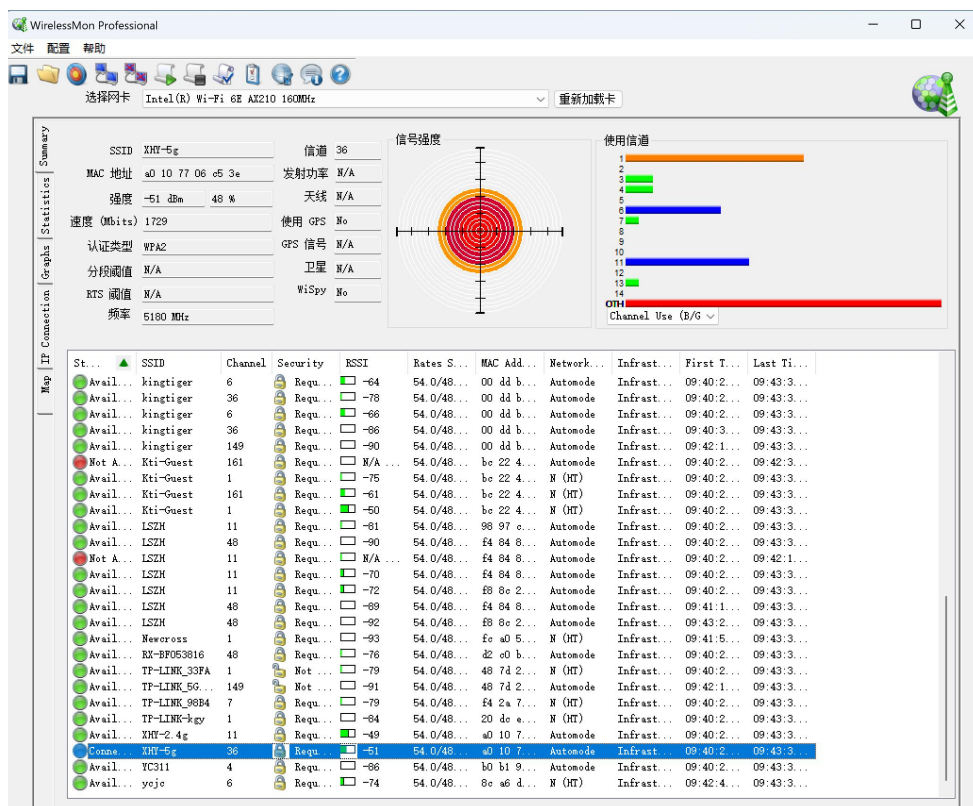 WirelessMon Professional
文件 配置 帮助
选择网卡 Intel(R) Wi-Fi 6E AX210 160MHz 重新加载卡
Summary
Statistics
Graphs
IP Connection
Map
SSID XHY-5g
MAC 地址 a0 10 77 06 c5 3e
强度 -51 dBm 48 %
速度 (Mbits) 1729
认证类型 WPA2
分段阈值 N/A
RTS 阈值 N/A
频率 5180 MHz
信道 36
发射功率 N/A
天线 N/A
使用 GPS No
GPS 信号 N/A
卫星 N/A
WiSpy No
信号强度
使用信道
1
2
3
4
5
6
7
8
9
10
11
12
13
14
OTH
Channel Use (B/G
St... SSID Channel Security RSSI Rates S... MAC Add... Network... Infrast... First T... Last Ti...
Avail... kingtiger 6 Requ... -64 54.0/48... 00 dd b... Automode Infrast... 09:40:2... 09:43:3...
Avail... kingtiger 36 Requ... -78 54.0/48... 00 dd b... Automode Infrast... 09:40:2... 09:43:3...
Avail... kingtiger 6 Requ... -66 54.0/48... 00 dd b... Automode Infrast... 09:40:2... 09:43:3...
Avail... kingtiger 36 Requ... -86 54.0/48... 00 dd b... Automode Infrast... 09:40:3... 09:43:3...
Avail... kingtiger 149 Requ... -90 54.0/48... 00 dd b... Automode Infrast... 09:42:1... 09:43:3...
Not A... Kti-Guest 161 Requ... N/A ... 54.0/48... bc 22 4... Automode Infrast... 09:40:2... 09:42:3...
Avail... Kti-Guest 1 Requ... -75 54.0/48... bc 22 4... N (HT) Infrast... 09:40:2... 09:43:3...
Avail... Kti-Guest 161 Requ... -61 54.0/48... bc 22 4... N (HT) Infrast... 09:40:2... 09:43:3...
Avail... Kti-Guest 1 Requ... -50 54.0/48... bc 22 4... N (HT) Infrast... 09:40:2... 09:43:3...
Avail... LSZH 11 Requ... -81 54.0/48... 98 97 c... Automode Infrast... 09:40:2... 09:43:3...
Avail... LSZH 48 Requ... -90 54.0/48... f4 84 8... Automode Infrast... 09:40:2... 09:43:3...
Not A... LSZH 11 Requ... N/A ... 54.0/48... f4 84 8... Automode Infrast... 09:40:2... 09:42:1...
Avail... LSZH 11 Requ... -70 54.0/48... f4 84 8... Automode Infrast... 09:40:2... 09:43:3...
Avail... LSZH 11 Requ... -72 54.0/48... f8 8c 2... Automode Infrast... 09:40:2... 09:43:3...
Avail... LSZH 48 Requ... -89 54.0/48... f4 84 8... Automode Infrast... 09:41:1... 09:43:3...
Avail... LSZH 48 Requ... -92 54.0/48... f8 8c 2... Automode Infrast... 09:43:2... 09:43:3...
Avail... Newcross 1 Requ... -93 54.0/48... fc a0 5... N (HT) Infrast... 09:41:5... 09:43:3...
Avail... RX-BF053816 48 Requ... -76 54.0/48... d2 c0 b... Automode Infrast... 09:40:2... 09:43:3...
Avail... TP-LINK_33FA 1 Not ... -79 54.0/48... 48 7d 2... N (HT) Infrast... 09:40:2... 09:43:3...
Avail... TP-LINK_5G... 149 Not ... -91 54.0/48... 48 7d 2... Automode Infrast... 09:42:1... 09:43:3...
Avail... TP-LINK_98B4 7 Requ... -79 54.0/48... f4 2a 7... N (HT) Infrast... 09:40:2... 09:43:3...
Avail... TP-LINK-kgy 1 Requ... -84 54.0/48... 20 dc e... N (HT) Infrast... 09:40:2... 09:43:3...
Avail... XHY-2.4g 11 Requ... -49 54.0/48... a0 10 7... Automode Infrast... 09:40:2... 09:43:3...
Conne... XHY-5g 36 Requ... -51 54.0/48... a0 10 7... Automode Infrast... 09:40:2... 09:43:3...
Avail... YC311 4 Requ... -86 54.0/48... b0 b1 9... Automode Infrast... 09:40:2... 09:43:3...
Avail... ycjc 6 Requ... -74 54.0/48... 8c a6 d... N (HT) Infrast... 09:42:4... 09:43:3...